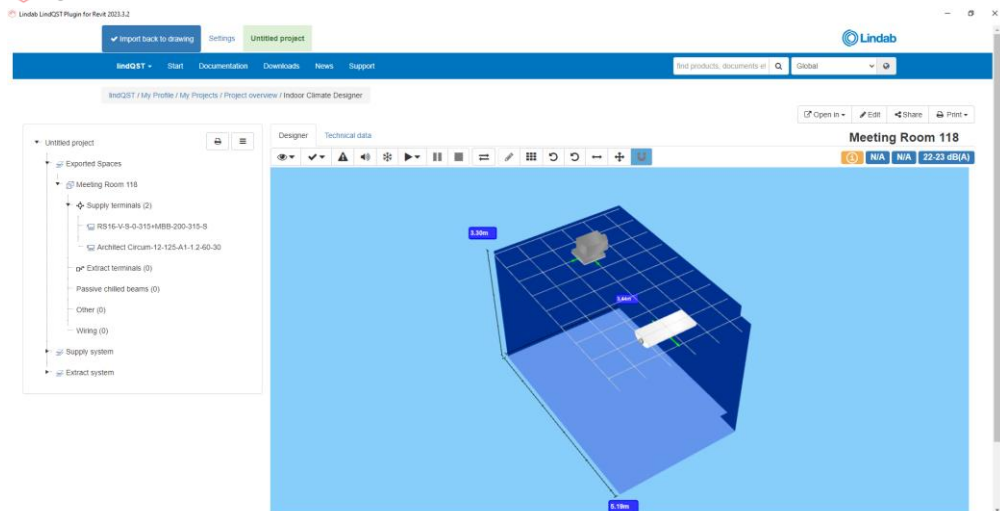 Lindab LindQST Plugin for Revit 2023.3.2
Import back to drawing Settings Untitled project
Lindab
lindQST Start Documentation Downloads News Support
find products, documents et Global
lindQST / My Profile / My Projects / Project overview / Indoor Climate Designer
Open in Edit Share Print
Untitled project
Designer Technical data
Meeting Room 118
N/A N/A 22-23 dB(A)
Exported Spaces
Meeting Room 118
Supply terminals (2)
RS16-V-S-0-315+MBB-200-315-S
Architect Circum-12-125-A1-1.2-60-30
Extract terminals (0)
Passive chilled beams (0)
Other (0)
Wiring (0)
Supply system
Extract system
3.30m
5.19m